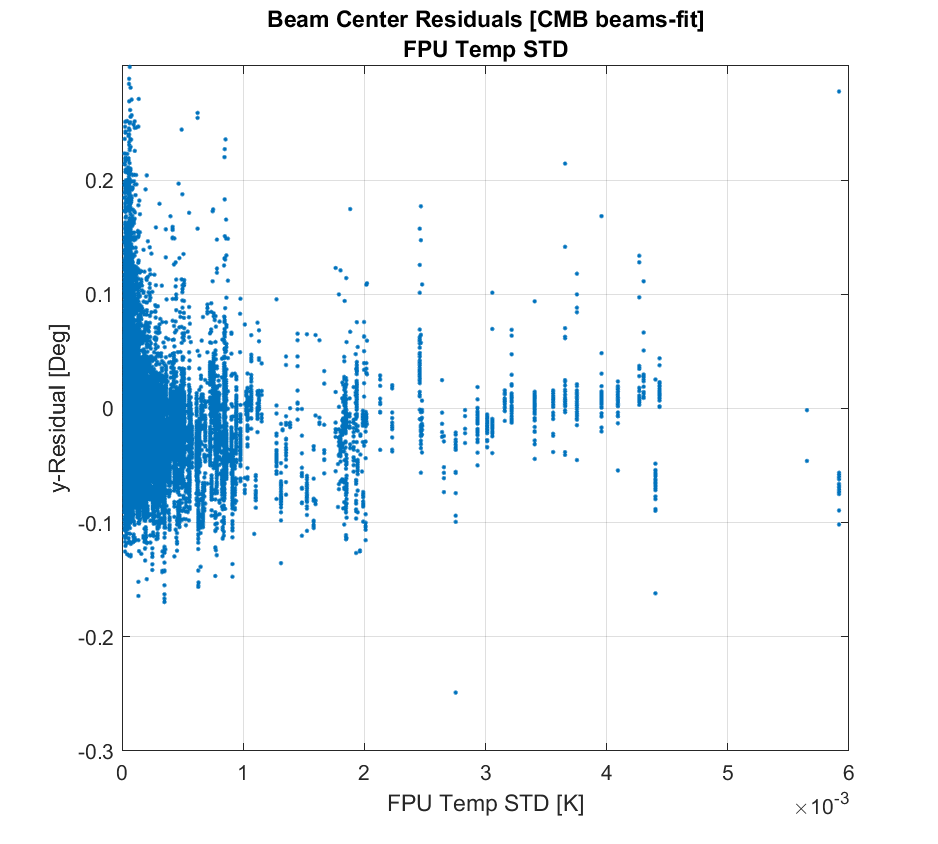 Beam Center Residuals [CMB beams-fit]
FPU Temp STD
y-Residual [Deg]
0.2
0.1
0
-0.1
-0.2
-0.3
0 1 2 3 4 5 6
FPU Temp STD [K]
×10⁻³